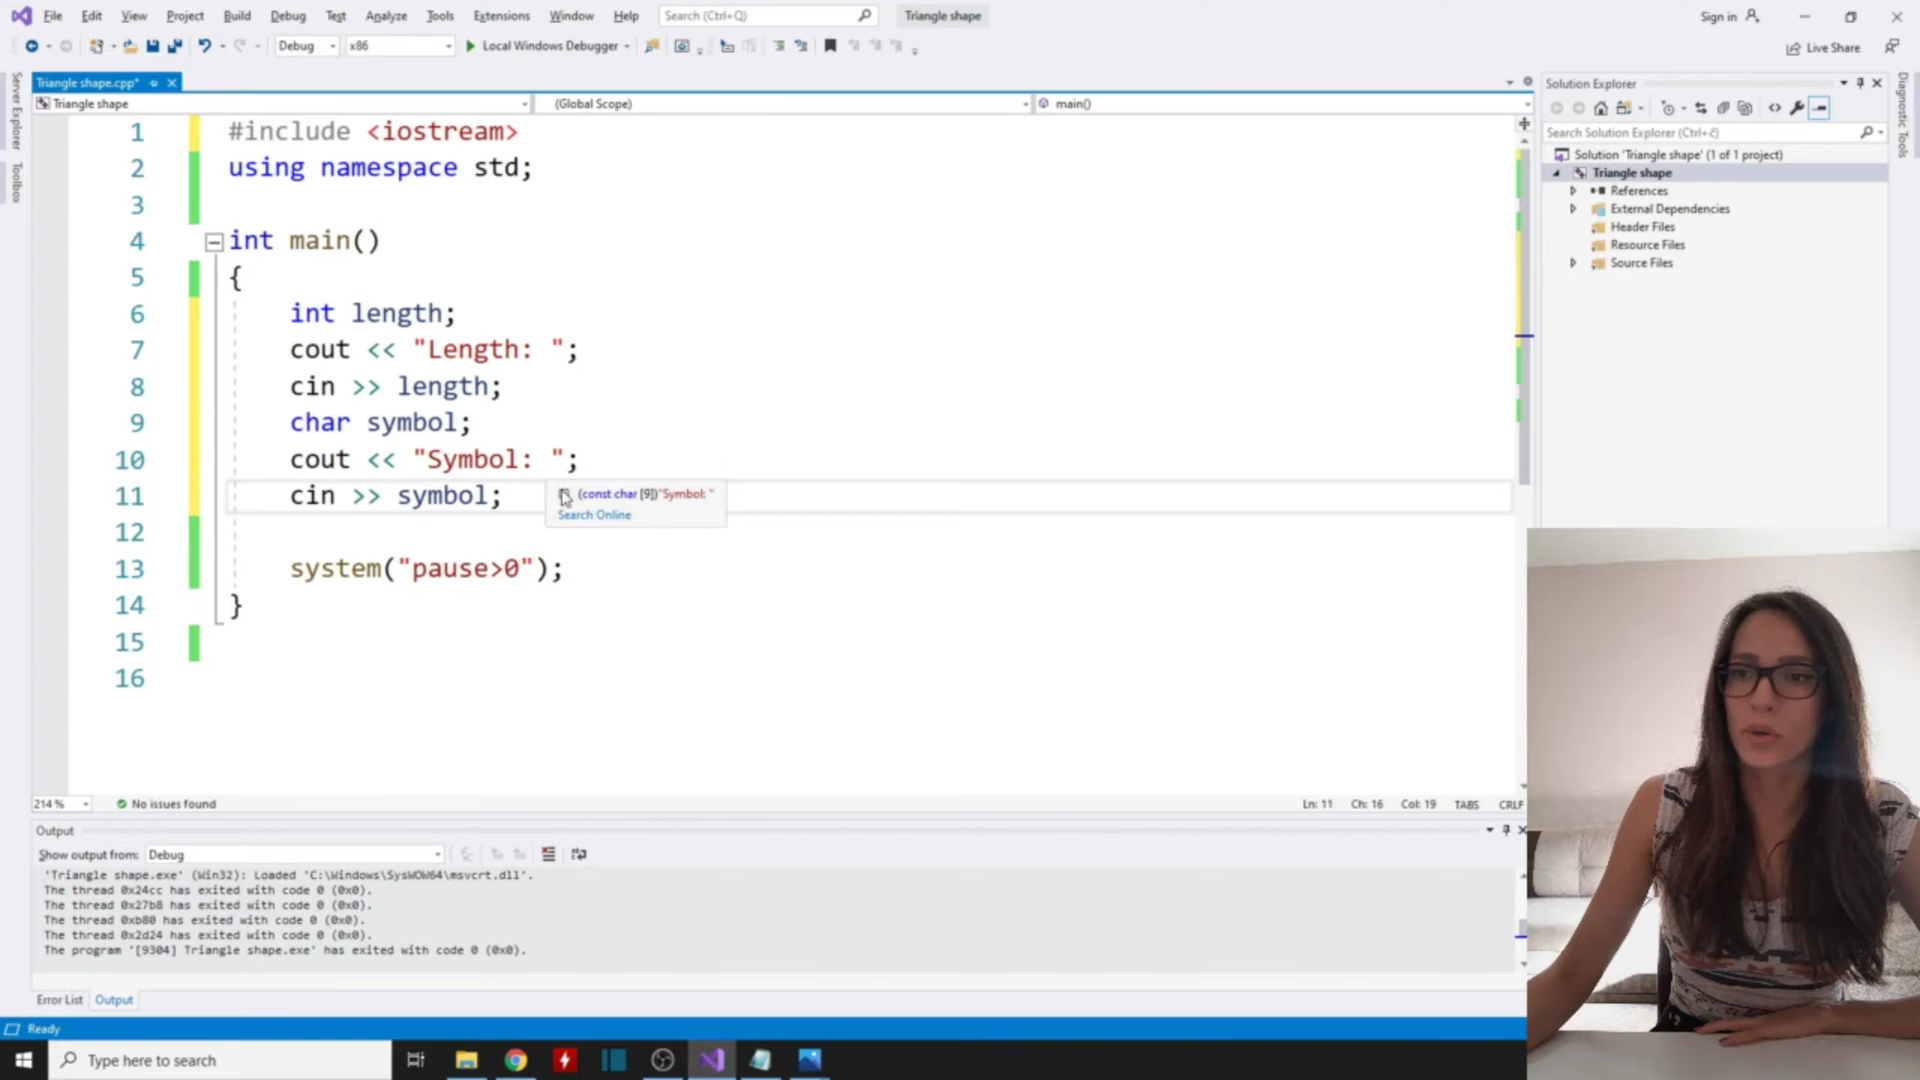 File Edit View Project Build Debug Test Analyze Tools Extensions Window Help Search (Ctrl+Q) Triangle shape Sign in
Debug x86 Local Windows Debugger Live Share
Triangle shape.cpp*
Triangle shape (Global Scope) main()
1 #include <iostream>
2 using namespace std;
3
4 int main()
5 {
6 int length;
7 cout << "Length: ";
8 cin >> length;
9 char symbol;
10 cout << "Symbol: ";
11 cin >> symbol;
(const char [9])"Symbol: "
Search Online
12
13 system("pause>0");
14 }
15
16
214 % No issues found Ln: 11 Ch: 16 Col: 19 TABS CRLF
Output
Show output from: Debug
'Triangle shape.exe' (Win32): Loaded 'C:\Windows\SysWOW64\msvcrt.dll'.
The thread 0x24cc has exited with code 0 (0x0).
The thread 0x27b8 has exited with code 0 (0x0).
The thread 0xb80 has exited with code 0 (0x0).
The thread 0x2d24 has exited with code 0 (0x0).
The program '[9304] Triangle shape.exe' has exited with code 0 (0x0).
Error List Output
Ready
Type here to search
Server Explorer
Toolbox
Solution Explorer
Search Solution Explorer (Ctrl+č)
Solution 'Triangle shape' (1 of 1 project)
Triangle shape
References
External Dependencies
Header Files
Resource Files
Source Files
Diagnostic Tools